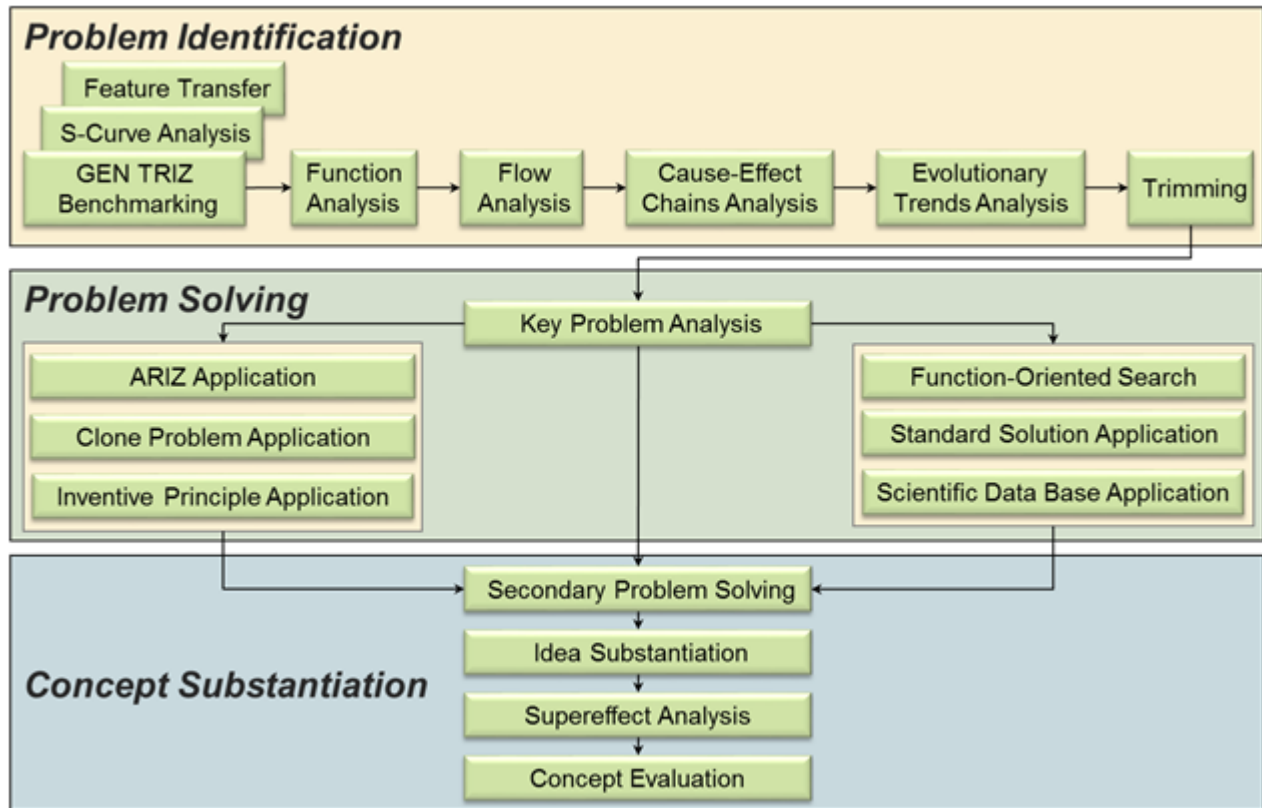 Problem Identification
Feature Transfer
S-Curve Analysis
GEN TRIZ
Benchmarking
Function
Analysis
Flow
Analysis
Cause-Effect
Chains Analysis
Evolutionary
Trends Analysis
Trimming
Problem Solving
Key Problem Analysis
ARIZ Application
Clone Problem Application
Inventive Principle Application
Function-Oriented Search
Standard Solution Application
Scientific Data Base Application
Concept Substantiation
Secondary Problem Solving
Idea Substantiation
Supereffect Analysis
Concept Evaluation